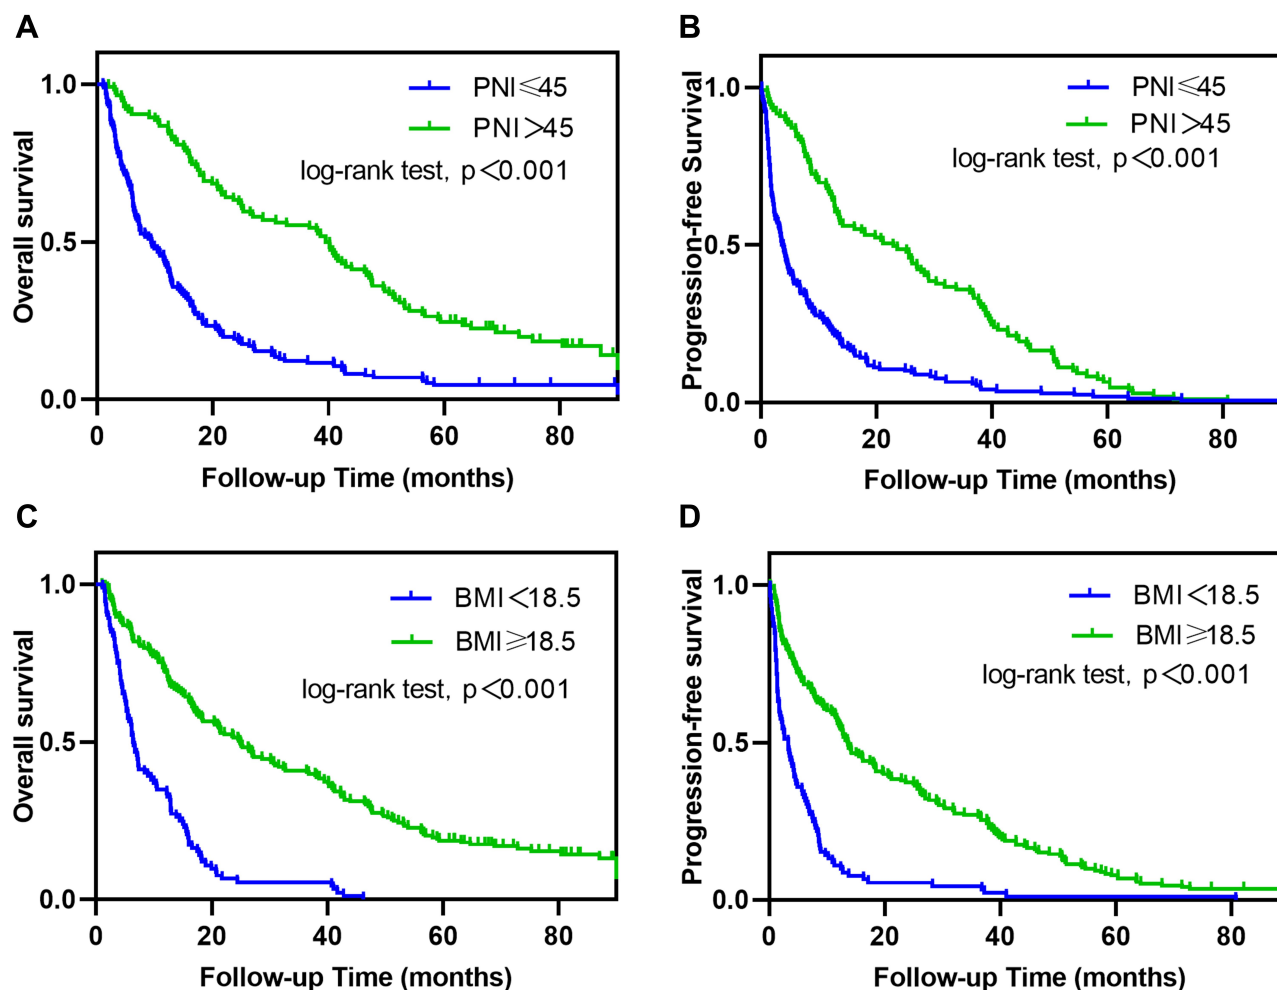 A
Overall survival
1.0
0.5
0.0
PNI⩽45
PNI>45
log-rank test, p<0.001
0 20 40 60 80
Follow-up Time (months)
B
Progression-free Survival
1.0
0.5
0.0
PNI⩽45
PNI>45
log-rank test, p<0.001
0 20 40 60 80
Follow-up Time (months)
C
Overall survival
1.0
0.5
0.0
BMI<18.5
BMI⩾18.5
log-rank test, p<0.001
0 20 40 60 80
Follow-up Time (months)
D
Progression-free survival
1.0
0.5
0.0
BMI<18.5
BMI⩾18.5
log-rank test, p<0.001
0 20 40 60 80
Follow-up Time (months)